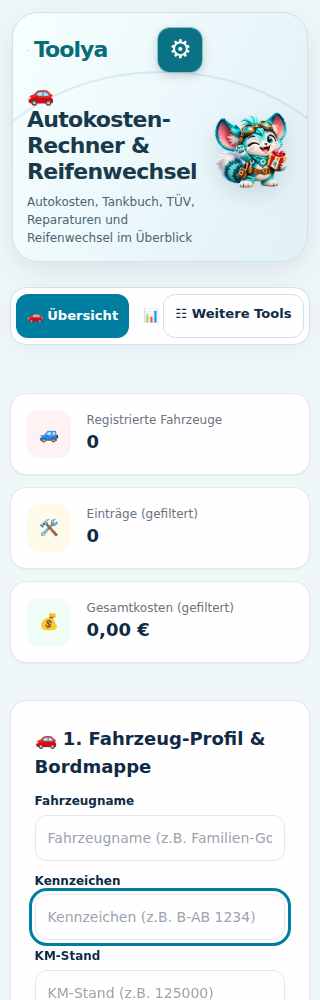 Toolya
Autokosten-
Rechner &
Reifenwechsel
Autokosten, Tankbuch, TÜV,
Reparaturen und
Reifenwechsel im Überblick
Übersicht
Weitere Tools
Registrierte Fahrzeuge
0
Einträge (gefiltert)
0
Gesamtkosten (gefiltert)
0,00 €
1. Fahrzeug-Profil &
Bordmappe
Fahrzeugname
Fahrzeugname (z.B. Familien-Go
Kennzeichen
Kennzeichen (z.B. B-AB 1234)
KM-Stand
KM-Stand (z.B. 125000)